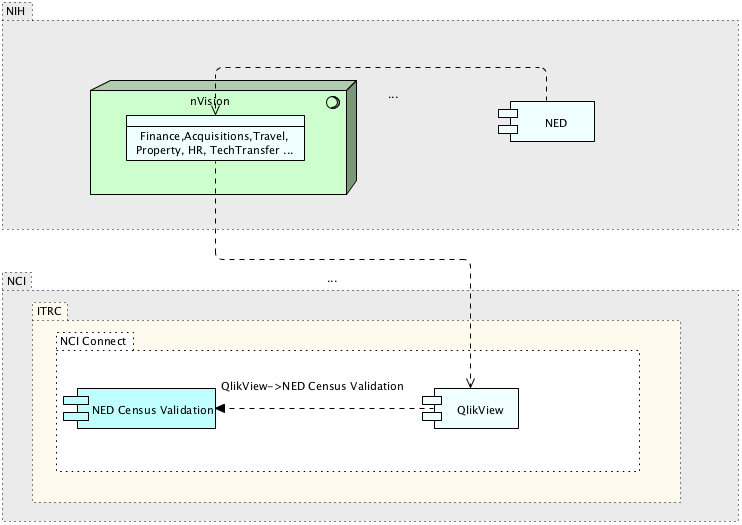 NIH
nVision
...
Finance,Acquisitions,Travel,
Property, HR, TechTransfer ...
NED
NCI
...
ITRC
NCI Connect
QlikView->NED Census Validation
NED Census Validation
QlikView